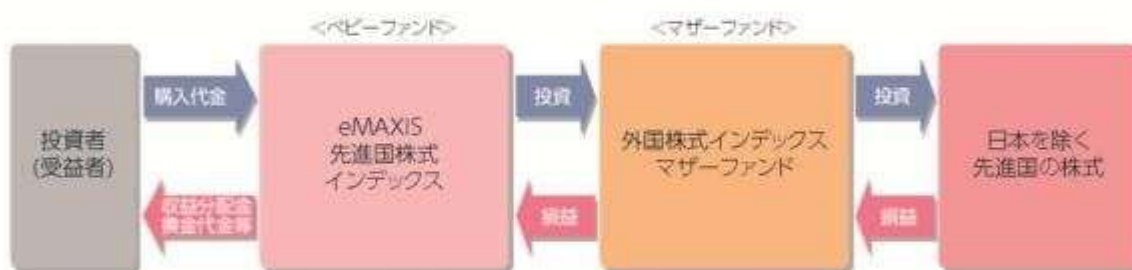 <ベビーファンド>
<マザーファンド>
投資者
(受益者)
購入代金
収益分配金
換金代金等
eMAXIS
先進国株式
インデックス
投資
損益
外国株式インデックス
マザーファンド
投資
損益
日本を除く
先進国の株式